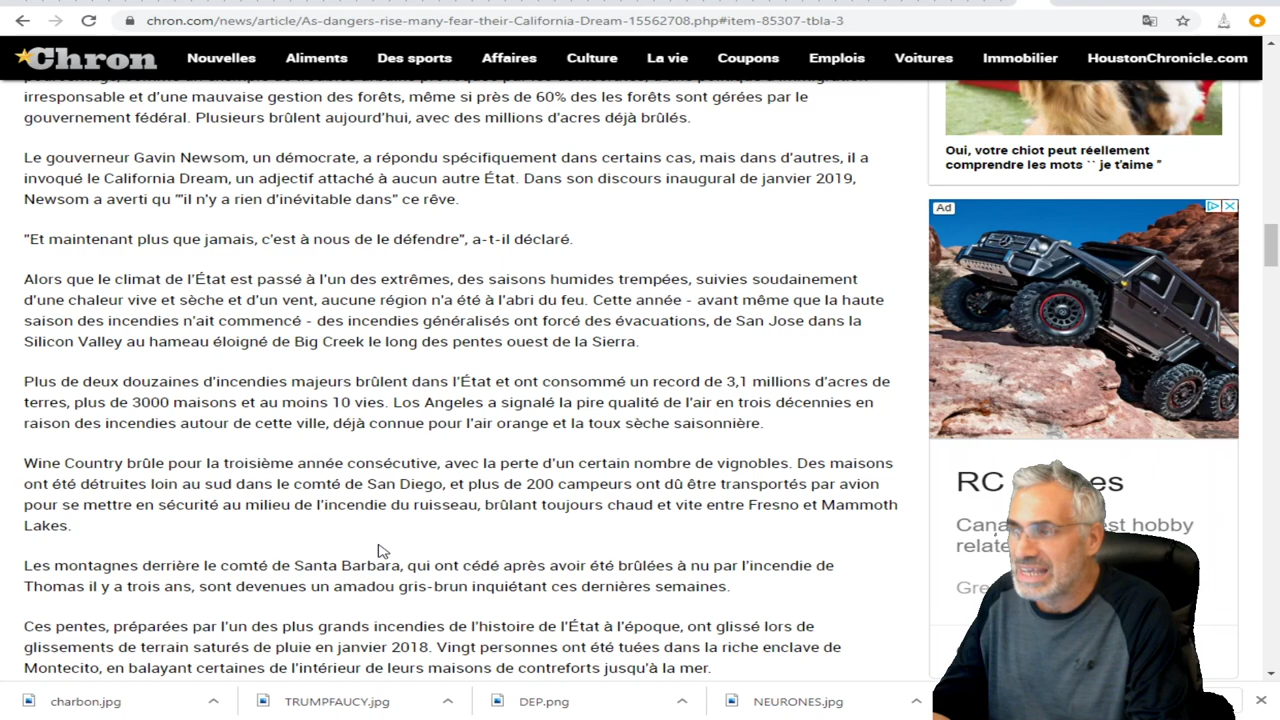 chron.com/news/article/As-dangers-rise-many-fear-their-California-Dream-15562708.php#item-85307-tbla-3
Chron
Nouvelles Aliments Des sports Affaires Culture La vie Coupons Emplois Voitures Immobilier HoustonChronicle.com
irresponsable et d'une mauvaise gestion des forêts, même si près de 60% des les forêts sont gérées par le
gouvernement fédéral. Plusieurs brûlent aujourd'hui, avec des millions d'acres déjà brûlés.
Le gouverneur Gavin Newsom, un démocrate, a répondu spécifiquement dans certains cas, mais dans d'autres, il a
invoqué le California Dream, un adjectif attaché à aucun autre État. Dans son discours inaugural de janvier 2019,
Newsom a averti qu '"il n'y a rien d'inévitable dans" ce rêve.
"Et maintenant plus que jamais, c'est à nous de le défendre", a-t-il déclaré.
Alors que le climat de l'État est passé à l'un des extrêmes, des saisons humides trempées, suivies soudainement
d'une chaleur vive et sèche et d'un vent, aucune région n'a été à l'abri du feu. Cette année - avant même que la haute
saison des incendies n'ait commencé - des incendies généralisés ont forcé des évacuations, de San Jose dans la
Silicon Valley au hameau éloigné de Big Creek le long des pentes ouest de la Sierra.
Plus de deux douzaines d'incendies majeurs brûlent dans l'État et ont consommé un record de 3,1 millions d'acres de
terres, plus de 3000 maisons et au moins 10 vies. Los Angeles a signalé la pire qualité de l'air en trois décennies en
raison des incendies autour de cette ville, déjà connue pour l'air orange et la toux sèche saisonnière.
Wine Country brûle pour la troisième année consécutive, avec la perte d'un certain nombre de vignobles. Des maisons
ont été détruites loin au sud dans le comté de San Diego, et plus de 200 campeurs ont dû être transportés par avion
pour se mettre en sécurité au milieu de l'incendie du ruisseau, brûlant toujours chaud et vite entre Fresno et Mammoth
Lakes.
Les montagnes derrière le comté de Santa Barbara, qui ont cédé après avoir été brûlées à nu par l'incendie de
Thomas il y a trois ans, sont devenues un amadou gris-brun inquiétant ces dernières semaines.
Ces pentes, préparées par l'un des plus grands incendies de l'histoire de l'État à l'époque, ont glissé lors de
glissements de terrain saturés de pluie en janvier 2018. Vingt personnes ont été tuées dans la riche enclave de
Montecito, en balayant certaines de l'intérieur de leurs maisons de contreforts jusqu'à la mer.
Oui, votre chiot peut réellement
comprendre les mots `` je t'aime ''
Ad
RC es
Cana est hobby
relate
Gre
charbon.jpg TRUMPFAUCY.jpg DEP.png NEURONES.jpg